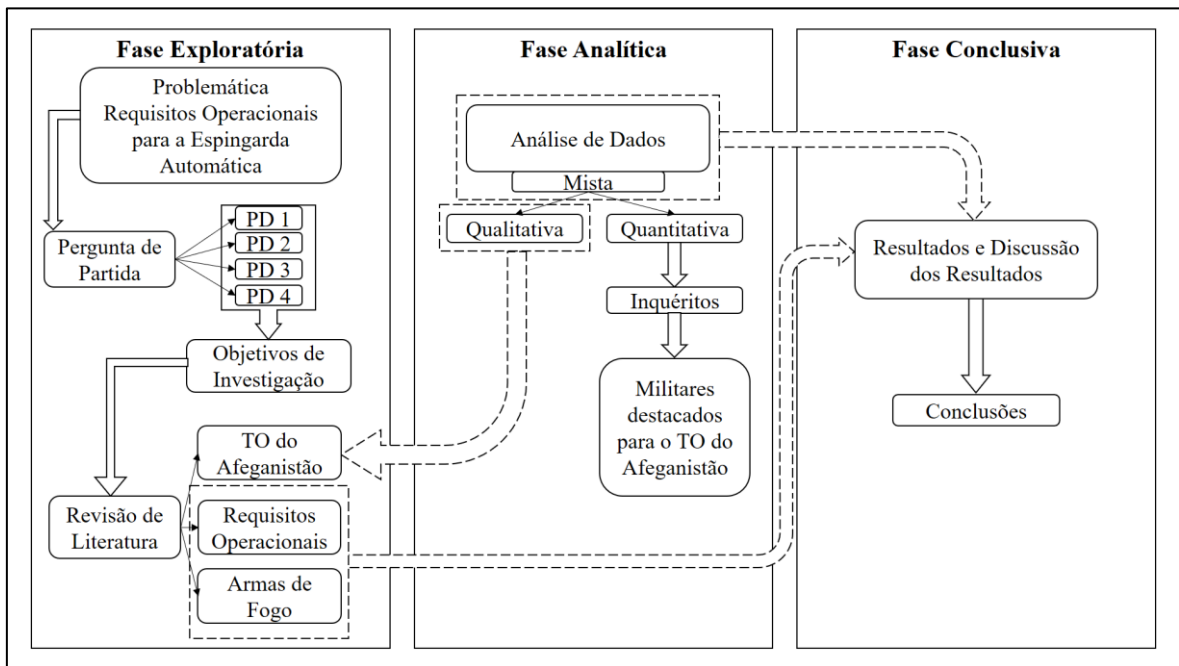 Fase Exploratória
Problemática
Requisitos Operacionais
para a Espingarda
Automática
Pergunta de
Partida
PD 1
PD 2
PD 3
PD 4
Objetivos de
Investigação
Revisão de
Literatura
TO do
Afeganistão
Requisitos
Operacionais
Armas de
Fogo
Fase Analítica
Análise de Dados
Mista
Qualitativa
Quantitativa
Inquéritos
Militares
destacados
para o TO do
Afeganistão
Fase Conclusiva
Resultados e Discussão
dos Resultados
Conclusões